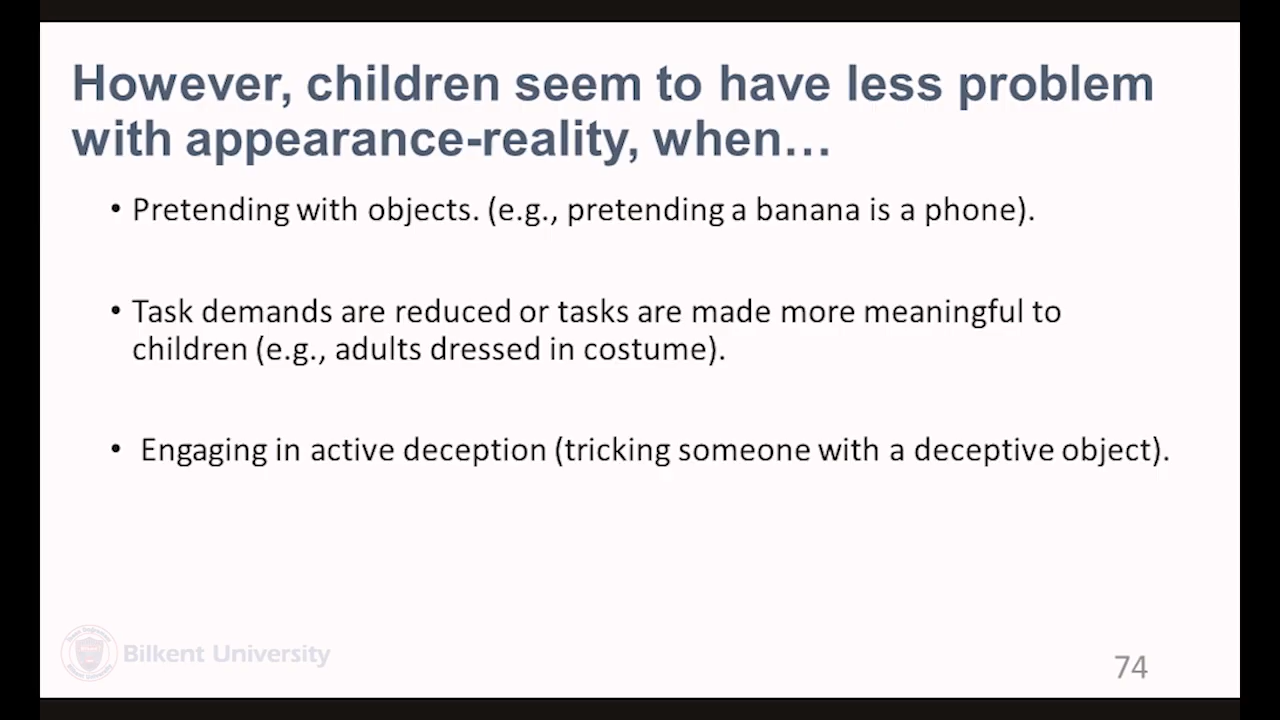 However, children seem to have less problem
with appearance-reality, when…
• Pretending with objects. (e.g., pretending a banana is a phone).
• Task demands are reduced or tasks are made more meaningful to
children (e.g., adults dressed in costume).
• Engaging in active deception (tricking someone with a deceptive object).
Bilkent University
74